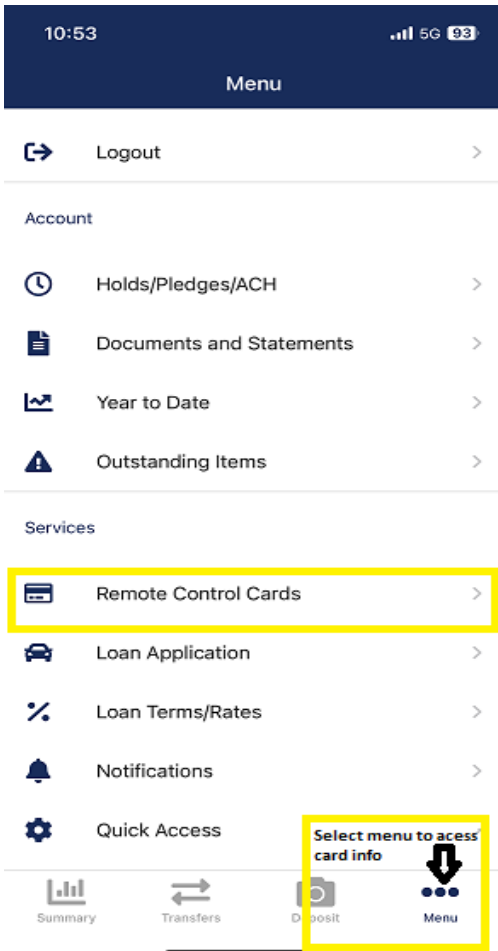 10:53 5G 93
Menu
Logout
Account
Holds/Pledges/ACH
Documents and Statements
Year to Date
Outstanding Items
Services
Remote Control Cards
Loan Application
Loan Terms/Rates
Notifications
Quick Access
Select menu to acess
card info
Summary Transfers Deposit Menu